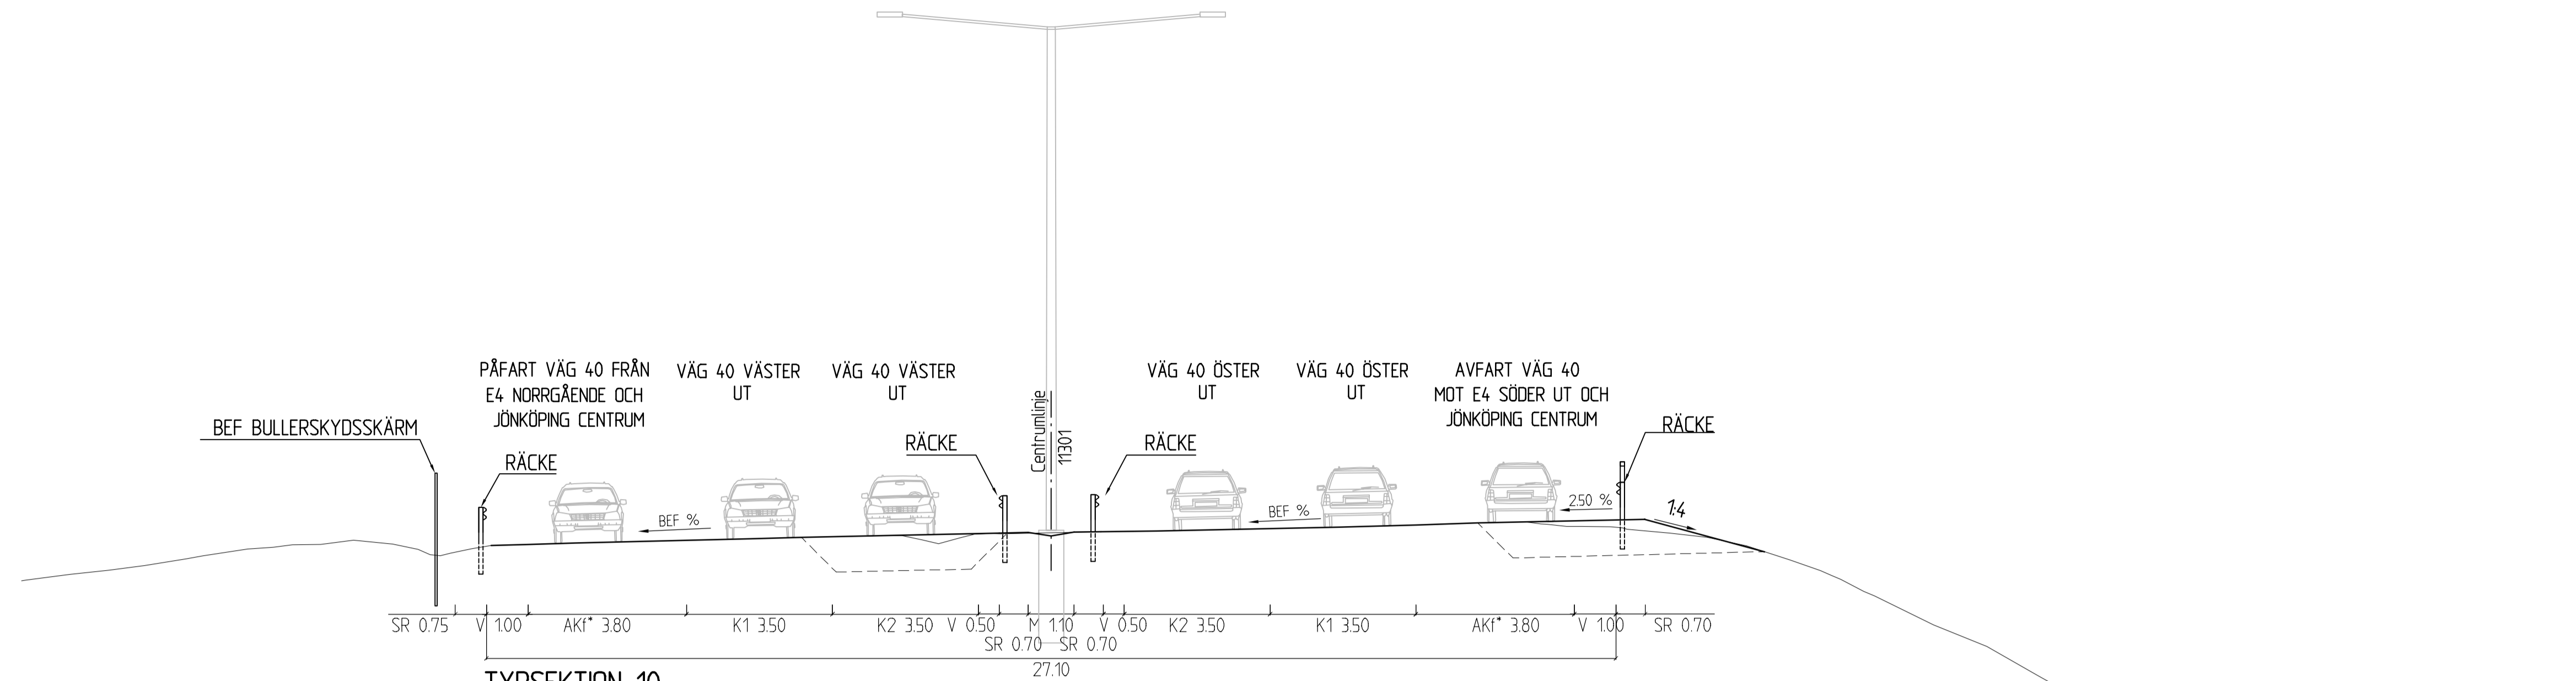 PÅFART VÄG 40 FRÅN
E4 NORRGÅENDE OCH
JÖNKÖPING CENTRUM
VÄG 40 VÄSTER
UT
VÄG 40 VÄSTER
UT
VÄG 40 ÖSTER
UT
VÄG 40 ÖSTER
UT
AVFART VÄG 40
MOT E4 SÖDER UT OCH
JÖNKÖPING CENTRUM
BEF BULLERSKYDSSKÄRM
RÄCKE
RÄCKE
Centrumlinje
11301
RÄCKE
RÄCKE
BEF %
BEF %
2.50 %
1:4
SR 0.75
V 1.00
AKf* 3.80
K1 3.50
K2 3.50
V 0.50
M 1.10
V 0.50
K2 3.50
K1 3.50
AKf* 3.80
V 1.00
SR 0.70
SR 0.70
SR 0.70
27.10
TYPSEKTION 10